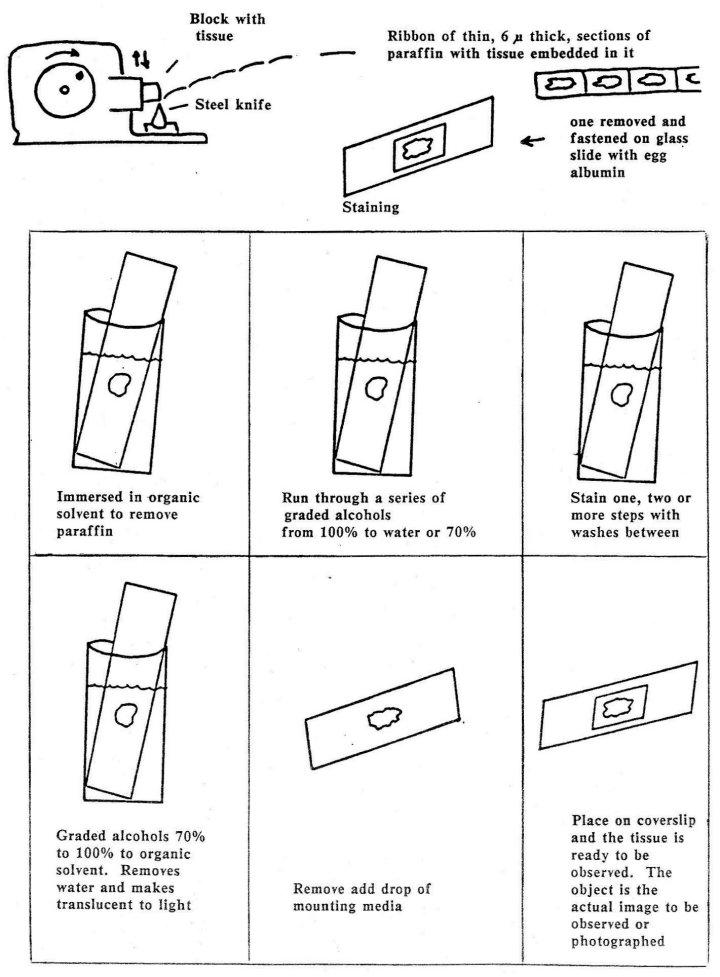 Block with
tissue
Ribbon of thin, 6 μ thick, sections of
paraffin with tissue embedded in it
Steel knife
one removed and
fastened on glass
slide with egg
albumin
Staining
Immersed in organic
solvent to remove
paraffin
Run through a series of
graded alcohols
from 100% to water or 70%
Stain one, two or
more steps with
washes between
Graded alcohols 70%
to 100% to organic
solvent. Removes
water and makes
translucent to light
Remove add drop of
mounting media
Place on coverslip
and the tissue is
ready to be
observed. The
object is the
actual image to be
observed or
photographed